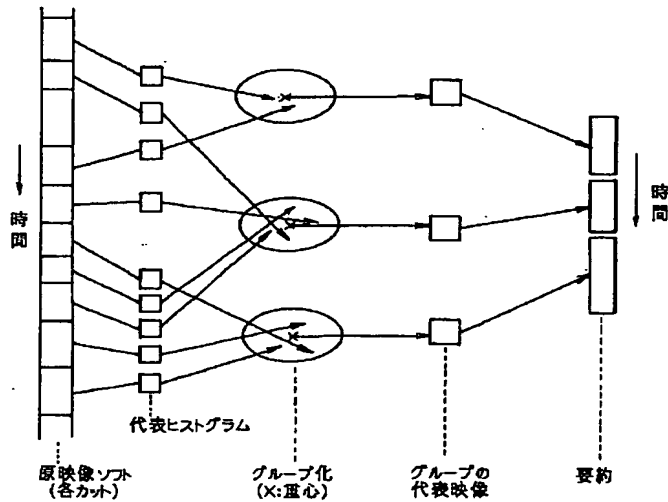 時間
時間
代表ヒストグラム
原映像ソフト
(各カット)
グループ化
(X:重心)
グループの
代表映像
要約